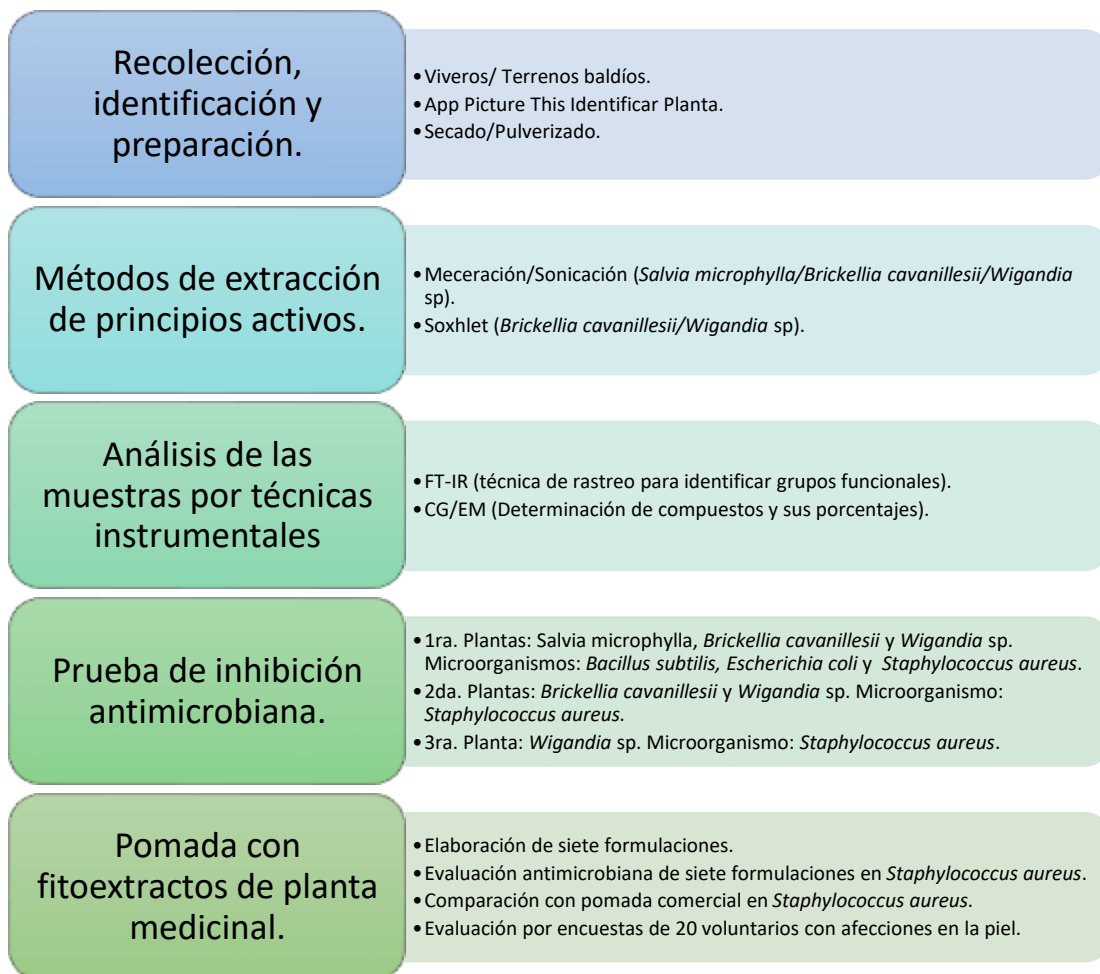 Recolección,
identificación y
preparación.
•Viveros/ Terrenos baldíos.
•App Picture This Identificar Planta.
•Secado/Pulverizado.
Métodos de extracción
de principios activos.
•Meceración/Sonicación (Salvia microphylla/Brickellia cavanillesii/Wigandia
sp).
•Soxhlet (Brickellia cavanillesii/Wigandia sp).
Análisis de las
muestras por técnicas
instrumentales
•FT-IR (técnica de rastreo para identificar grupos funcionales).
•CG/EM (Determinación de compuestos y sus porcentajes).
Prueba de inhibición
antimicrobiana.
•1ra. Plantas: Salvia microphylla, Brickellia cavanillesii y Wigandia sp.
Microorganismos: Bacillus subtilis, Escherichia coli y Staphylococcus aureus.
•2da. Plantas: Brickellia cavanillesii y Wigandia sp. Microorganismo:
Staphylococcus aureus.
•3ra. Planta: Wigandia sp. Microorganismo: Staphylococcus aureus.
Pomada con
fitoextractos de planta
medicinal.
•Elaboración de siete formulaciones.
•Evaluación antimicrobiana de siete formulaciones en Staphylococcus aureus.
•Comparación con pomada comercial en Staphylococcus aureus.
•Evaluación por encuestas de 20 voluntarios con afecciones en la piel.